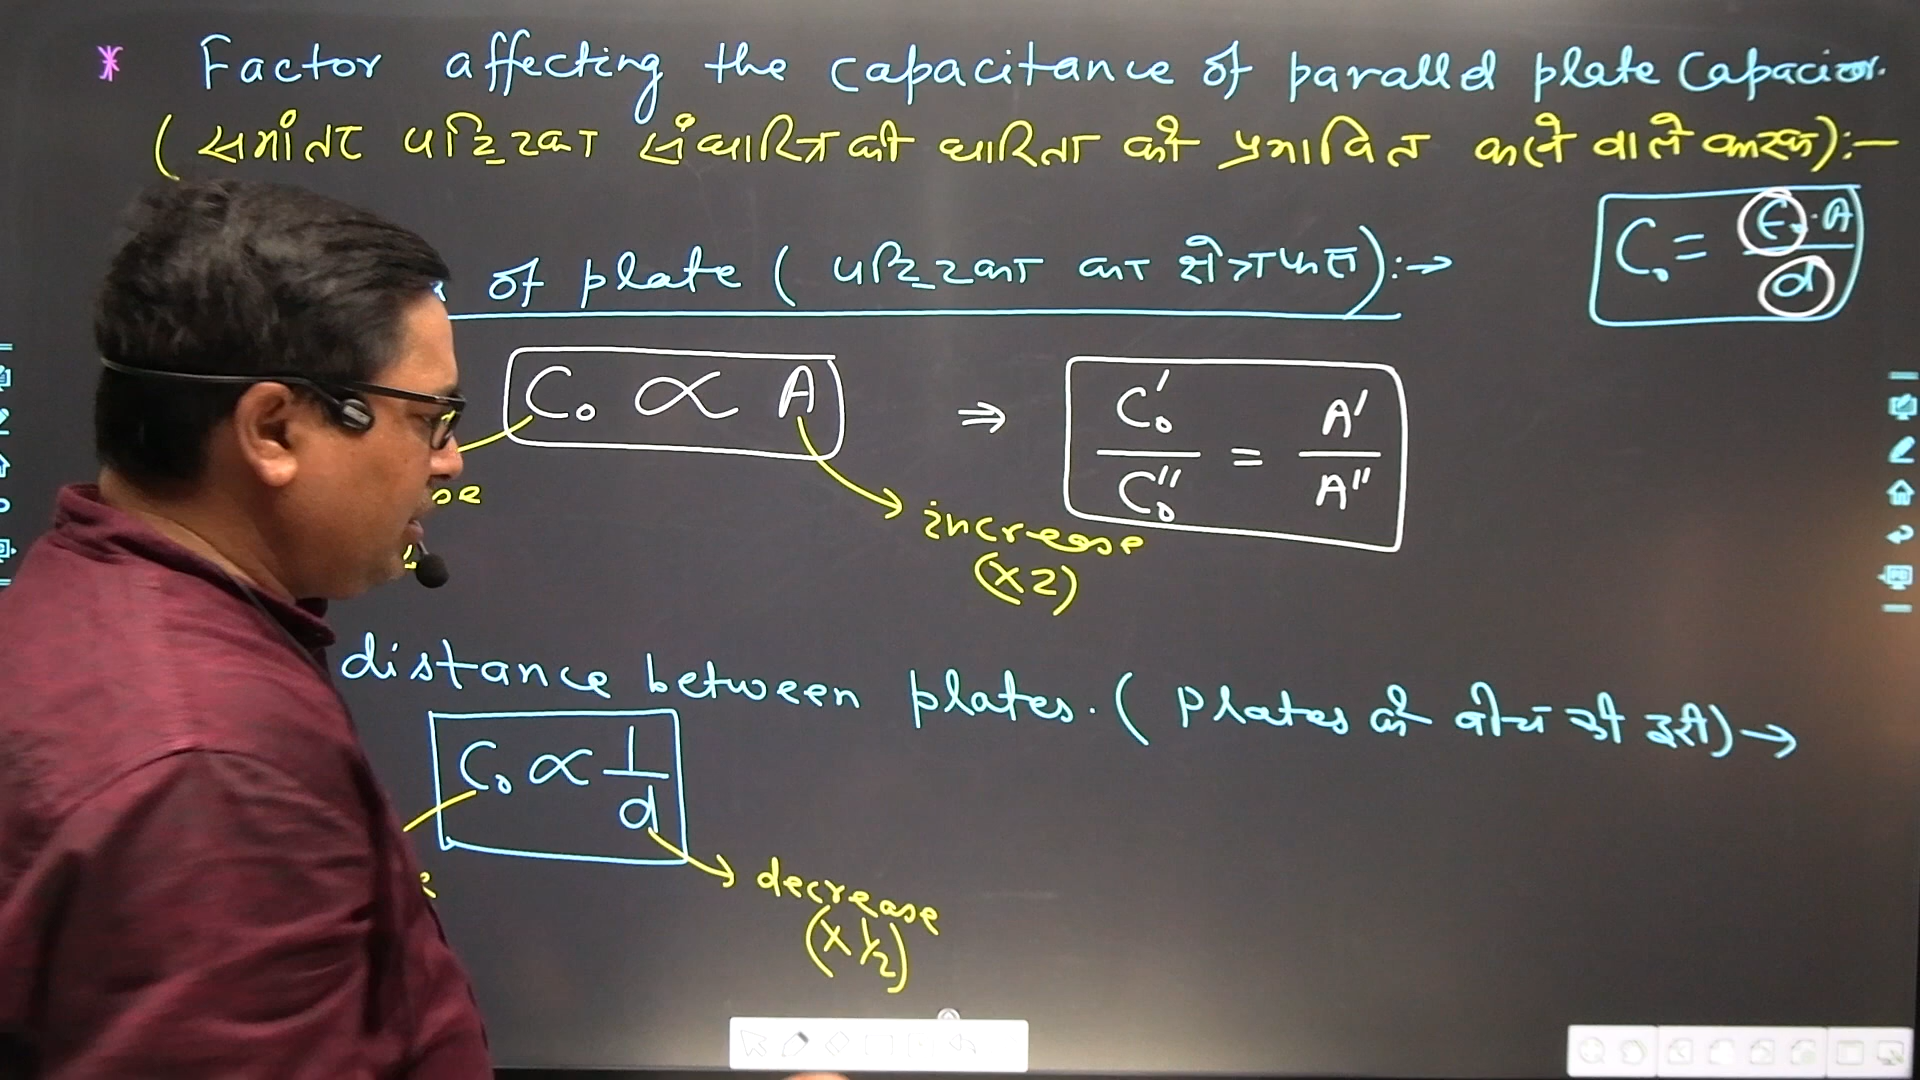 * Factor affecting the capacitance of parallel plate Capacitor.
(समांतर पट्टिका संधारित्र की धारिता को प्रभावित करने वाले कारक):-
C₀ = ε₀.A / d
of plate ( पट्टिका का क्षेत्रफल):→
C₀ ∝ A ⇒ C₀′ / C₀″ = A′ / A″
increase
(×2)
distance between plates. ( Plates के बीच की दूरी) →
C₀ ∝ 1/d
decrease
(× 1/2)